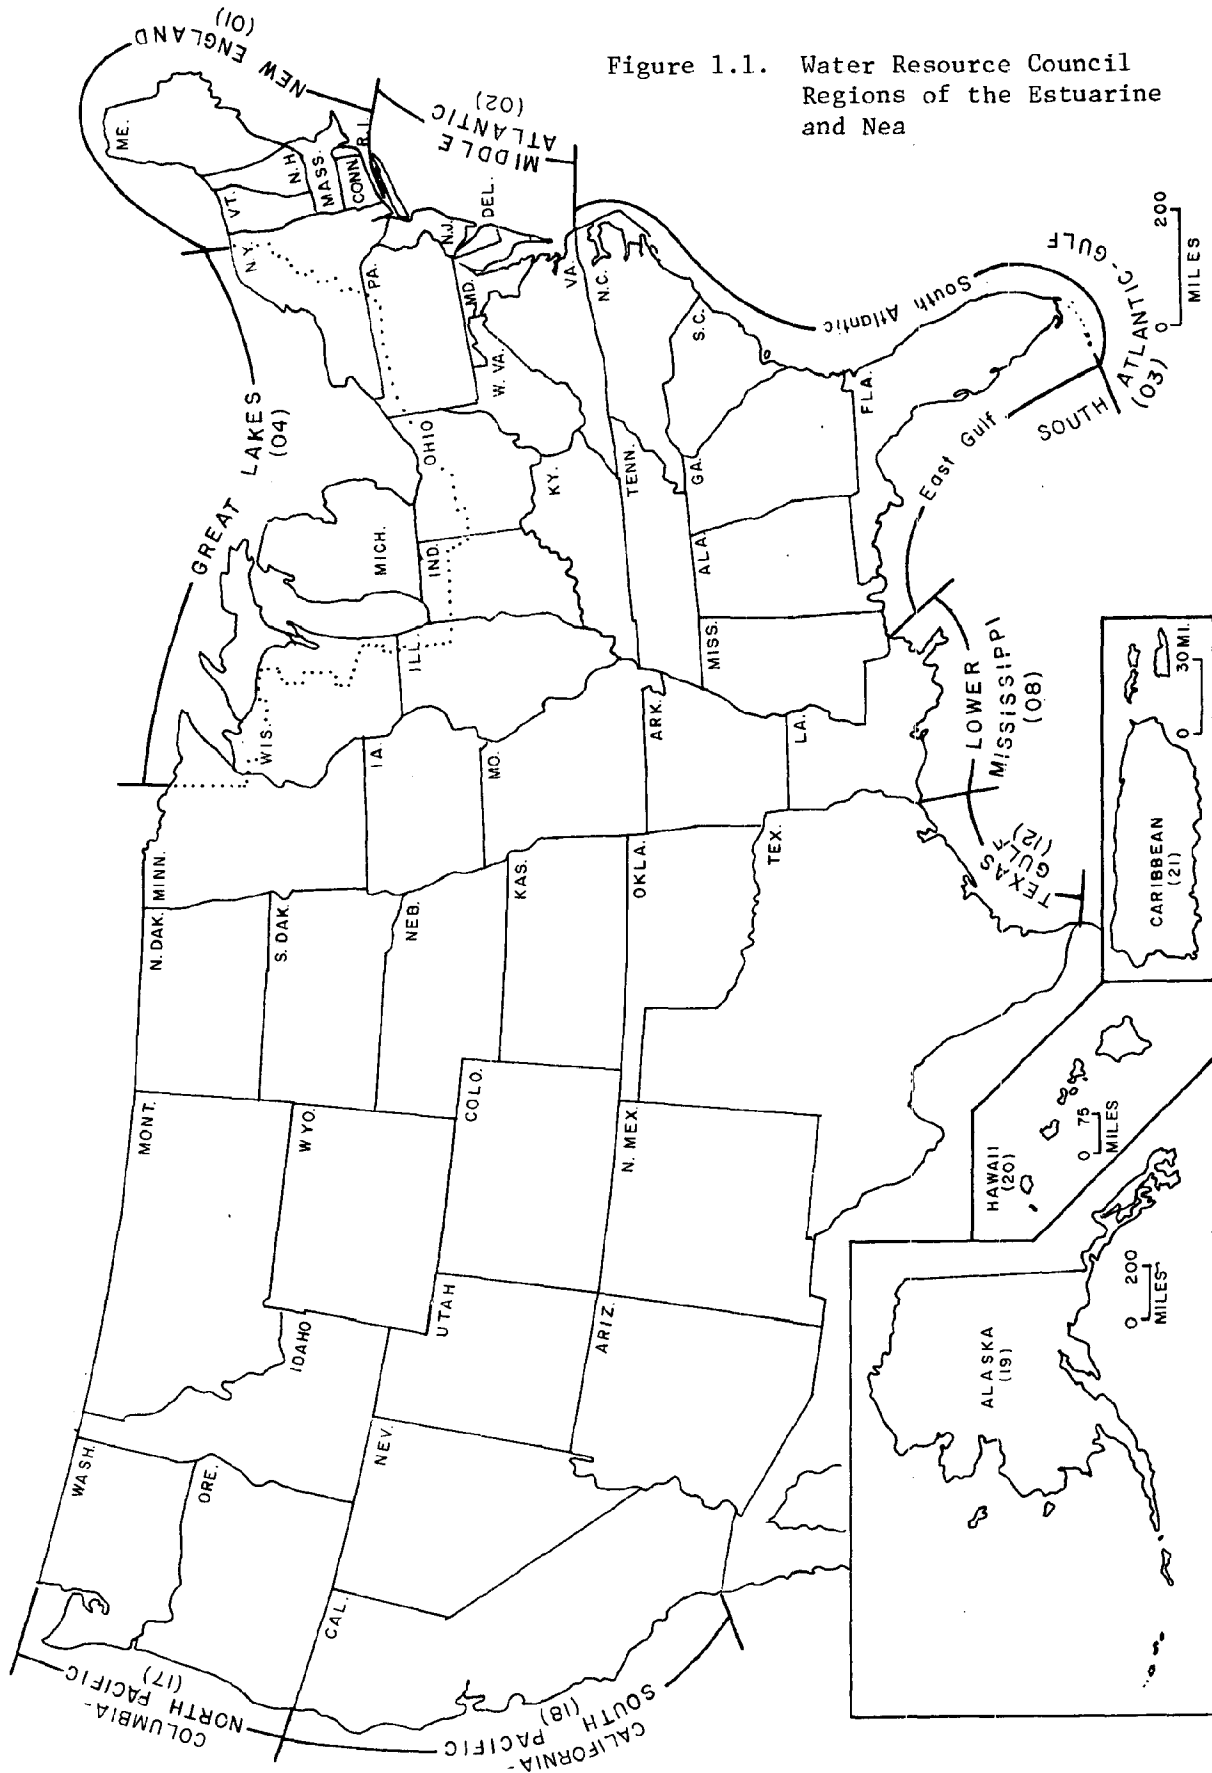 Figure 1.1. Water Resource Council
Regions of the Estuarine
and Nea
NEW ENGLAND
(01)
MIDDLE
ATLANTIC
(02)
SOUTH ATLANTIC-GULF
(03)
South Atlantic
East Gulf
GREAT LAKES
(04)
LOWER
MISSISSIPPI
(08)
TEXAS
GULF
(12)
COLUMBIA-
NORTH PACIFIC
(17)
CALIFORNIA-
SOUTH PACIFIC
(18)
ALASKA
(19)
0 200
MILES
HAWAII
(20)
0 75
MILES
CARIBBEAN
(21)
0 30 MI.
0 200
MILES
WASH.
ORE.
CAL.
NEV.
IDAHO
MONT.
WYO.
UTAH
ARIZ.
COLO.
N. MEX.
N. DAK.
S. DAK.
NEB.
KAS.
OKLA.
TEX.
MINN.
IA.
MO.
ARK.
LA.
WIS.
ILL.
MICH.
IND.
OHIO
KY.
TENN.
MISS.
ALA.
GA.
FLA.
S.C.
N.C.
VA.
W. VA.
MD.
DEL.
N.J.
PA.
N.Y.
VT.
N.H.
ME.
MASS.
CONN.
R.I.